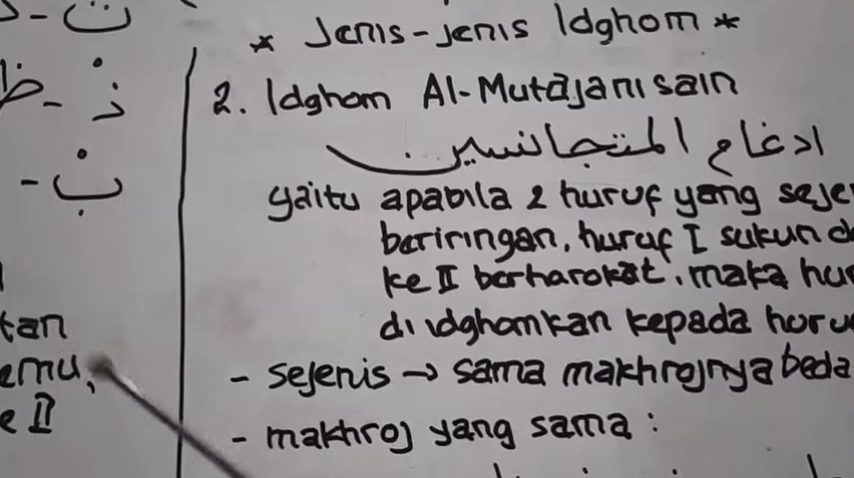 * Jenis-jenis Idghom *
2. Idghom Al-Mutajanisain
ادغام المتجانسين
yaitu apabila 2 huruf yang seje
beriringan, huruf I sukun d
ke II berharokat, maka hur
di idghomkan kepada huru
- sejenis → sama makhrojnya beda
- makhroj yang sama :
ت -
ذ - ظ
ب -
tan
emu,
e II